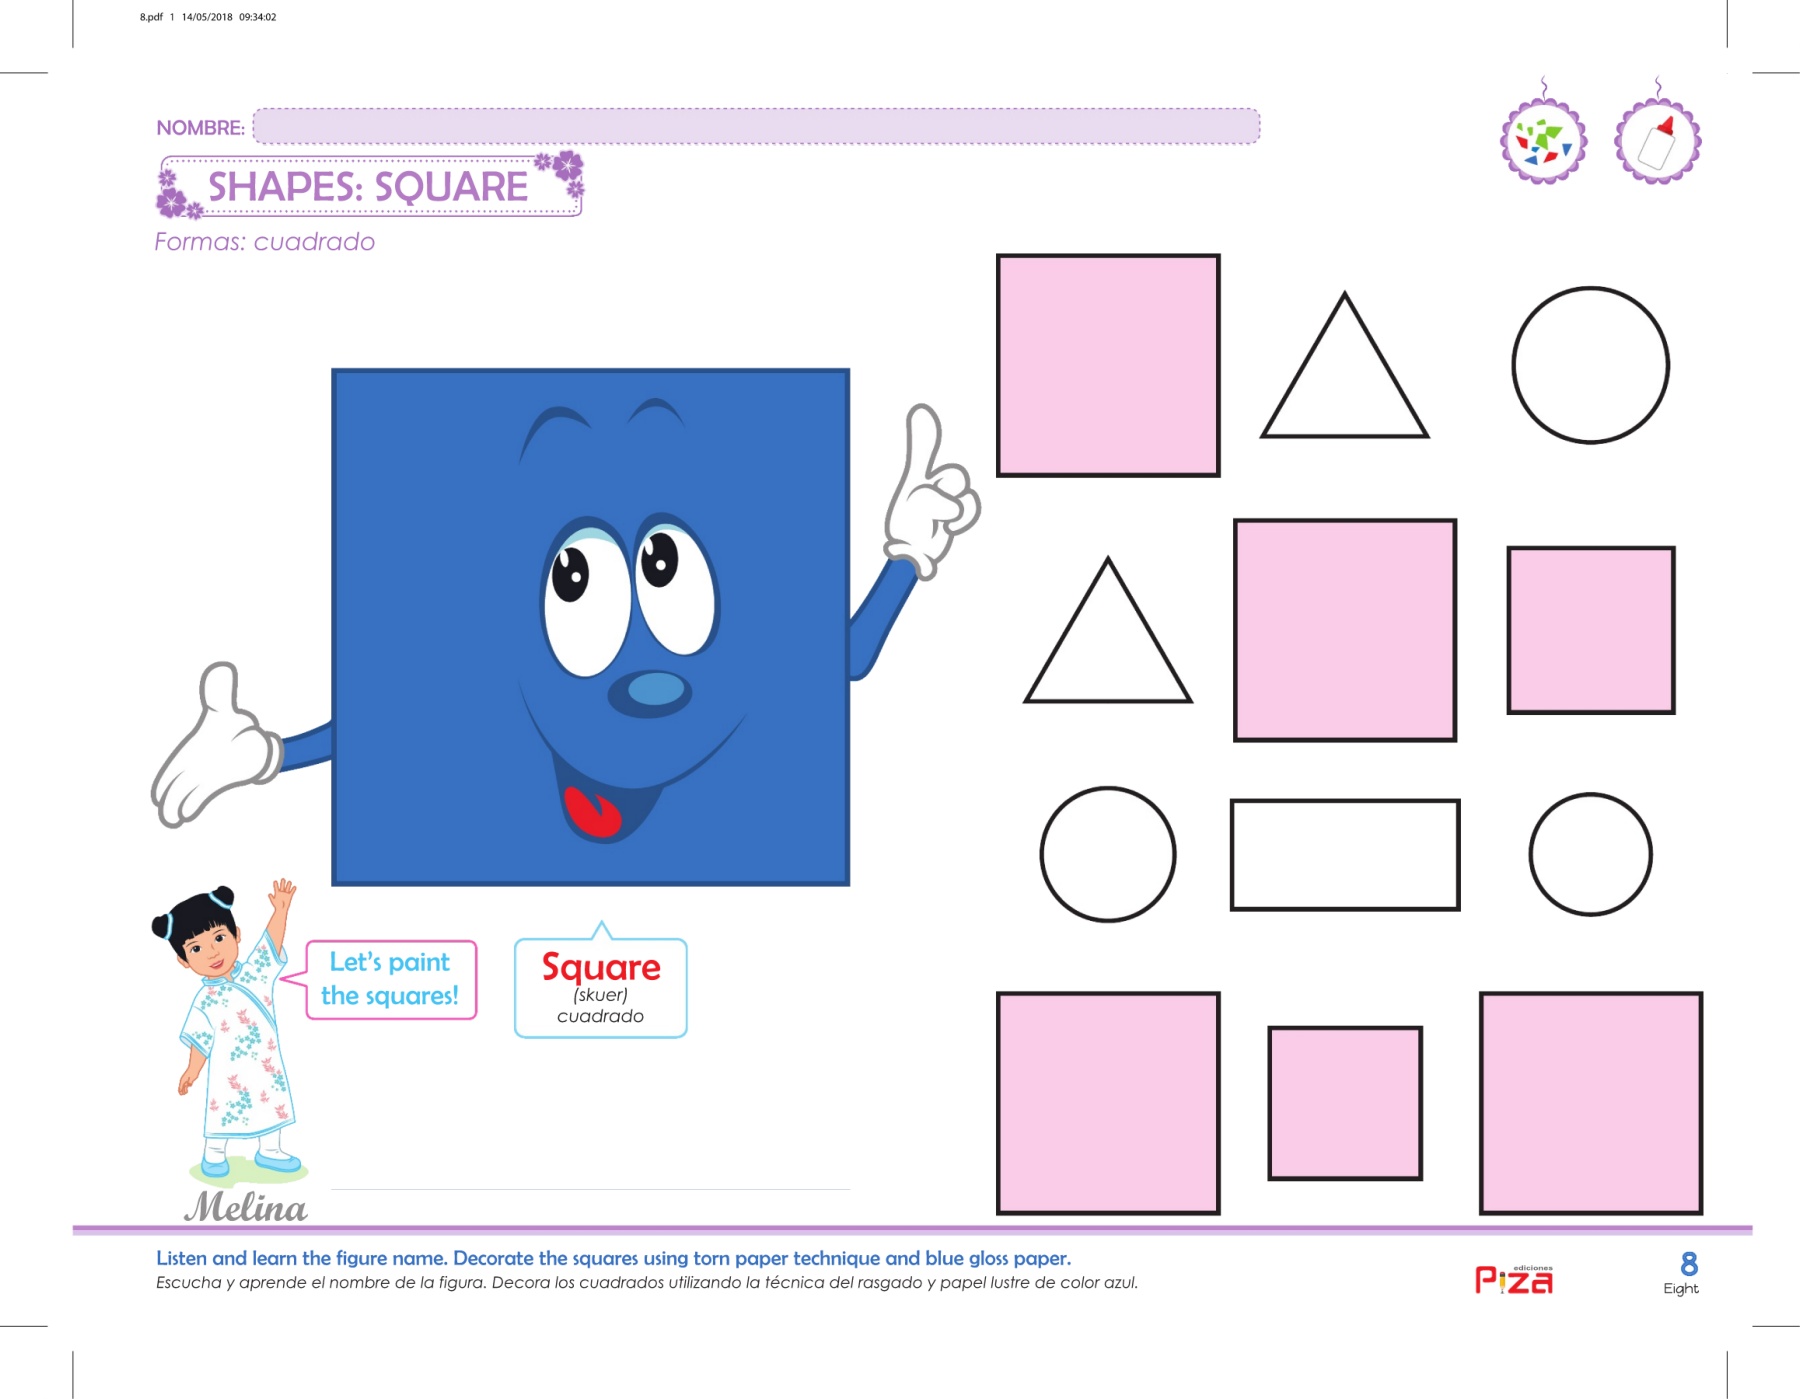 8.pdf 1 14/05/2018 09:34:02
NOMBRE:
SHAPES: SQUARE
Formas: cuadrado
Let's paint
the squares!
Square
(skuer)
cuadrado
Melina
Listen and learn the figure name. Decorate the squares using torn paper technique and blue gloss paper.
Escucha y aprende el nombre de la figura. Decora los cuadrados utilizando la técnica del rasgado y papel lustre de color azul.
ediciones
Piza
8
Eight